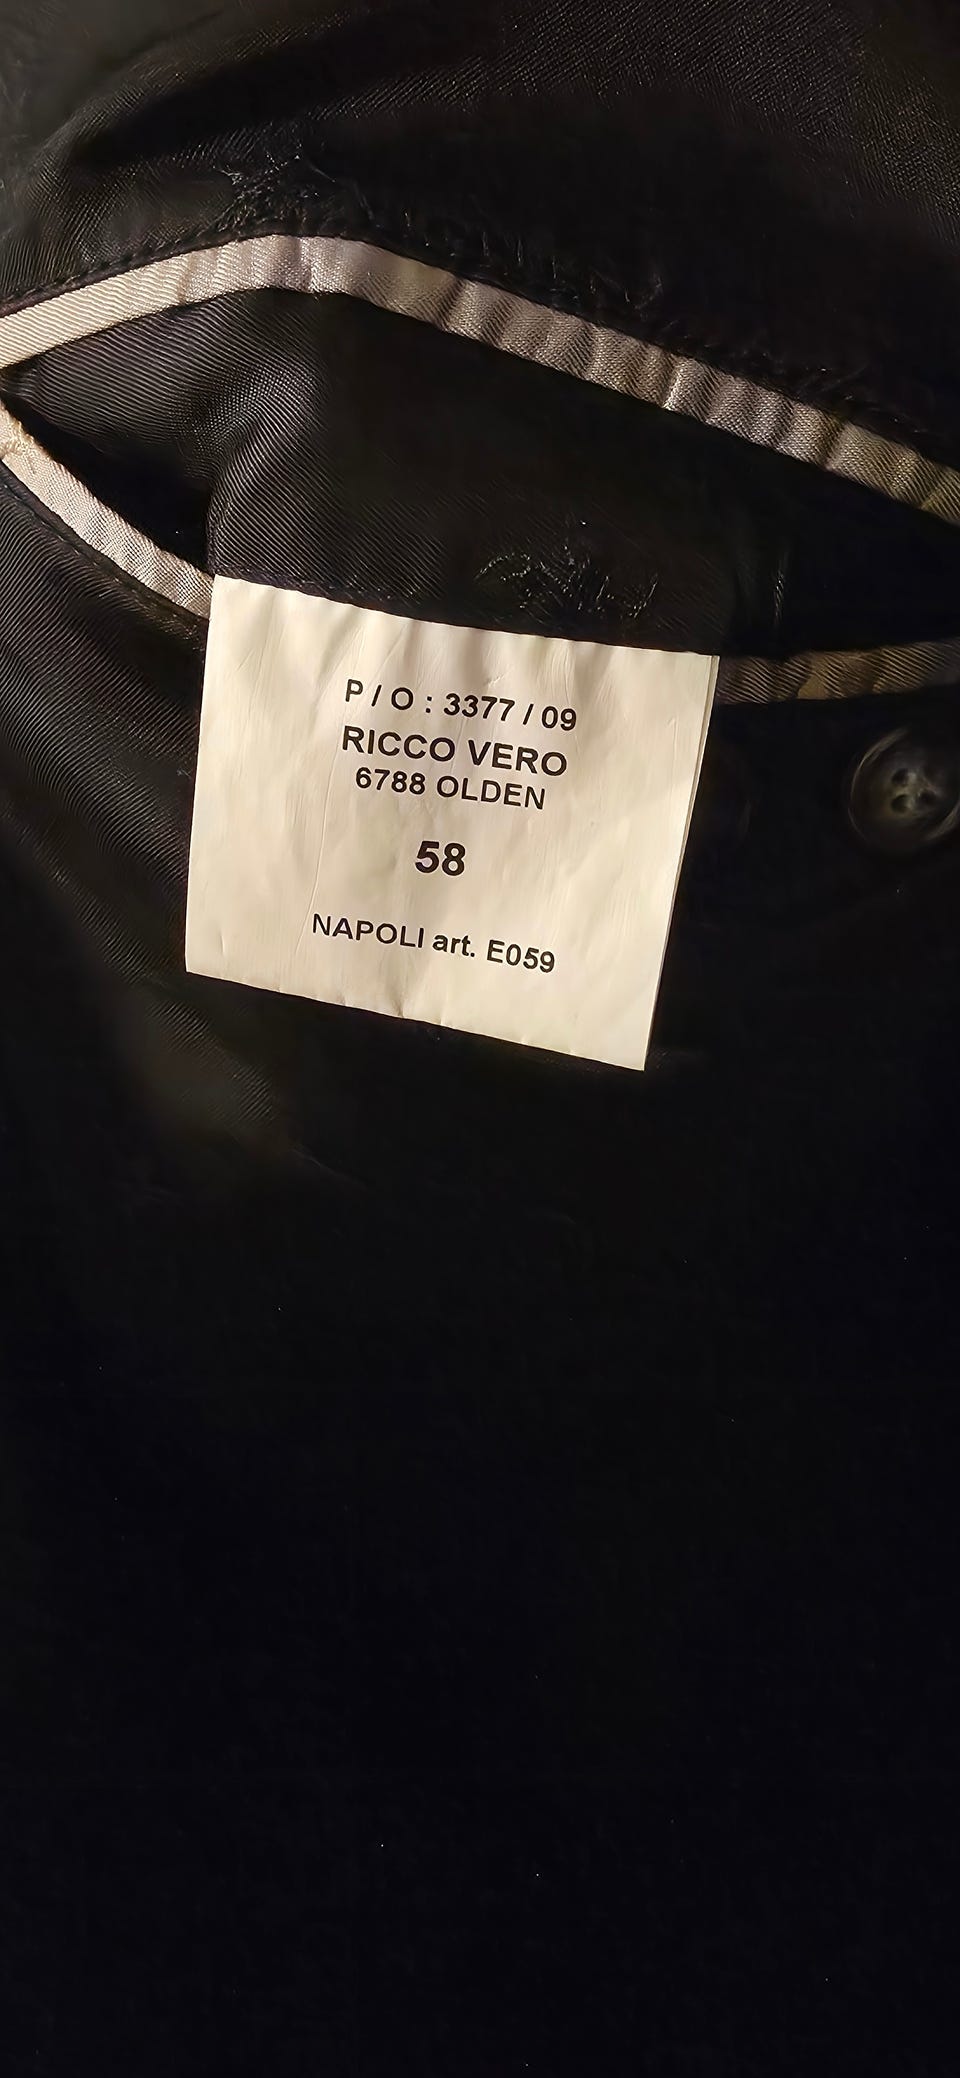 P / O : 3377 / 09
RICCO VERO
6788 OLDEN
58
NAPOLI art. E059